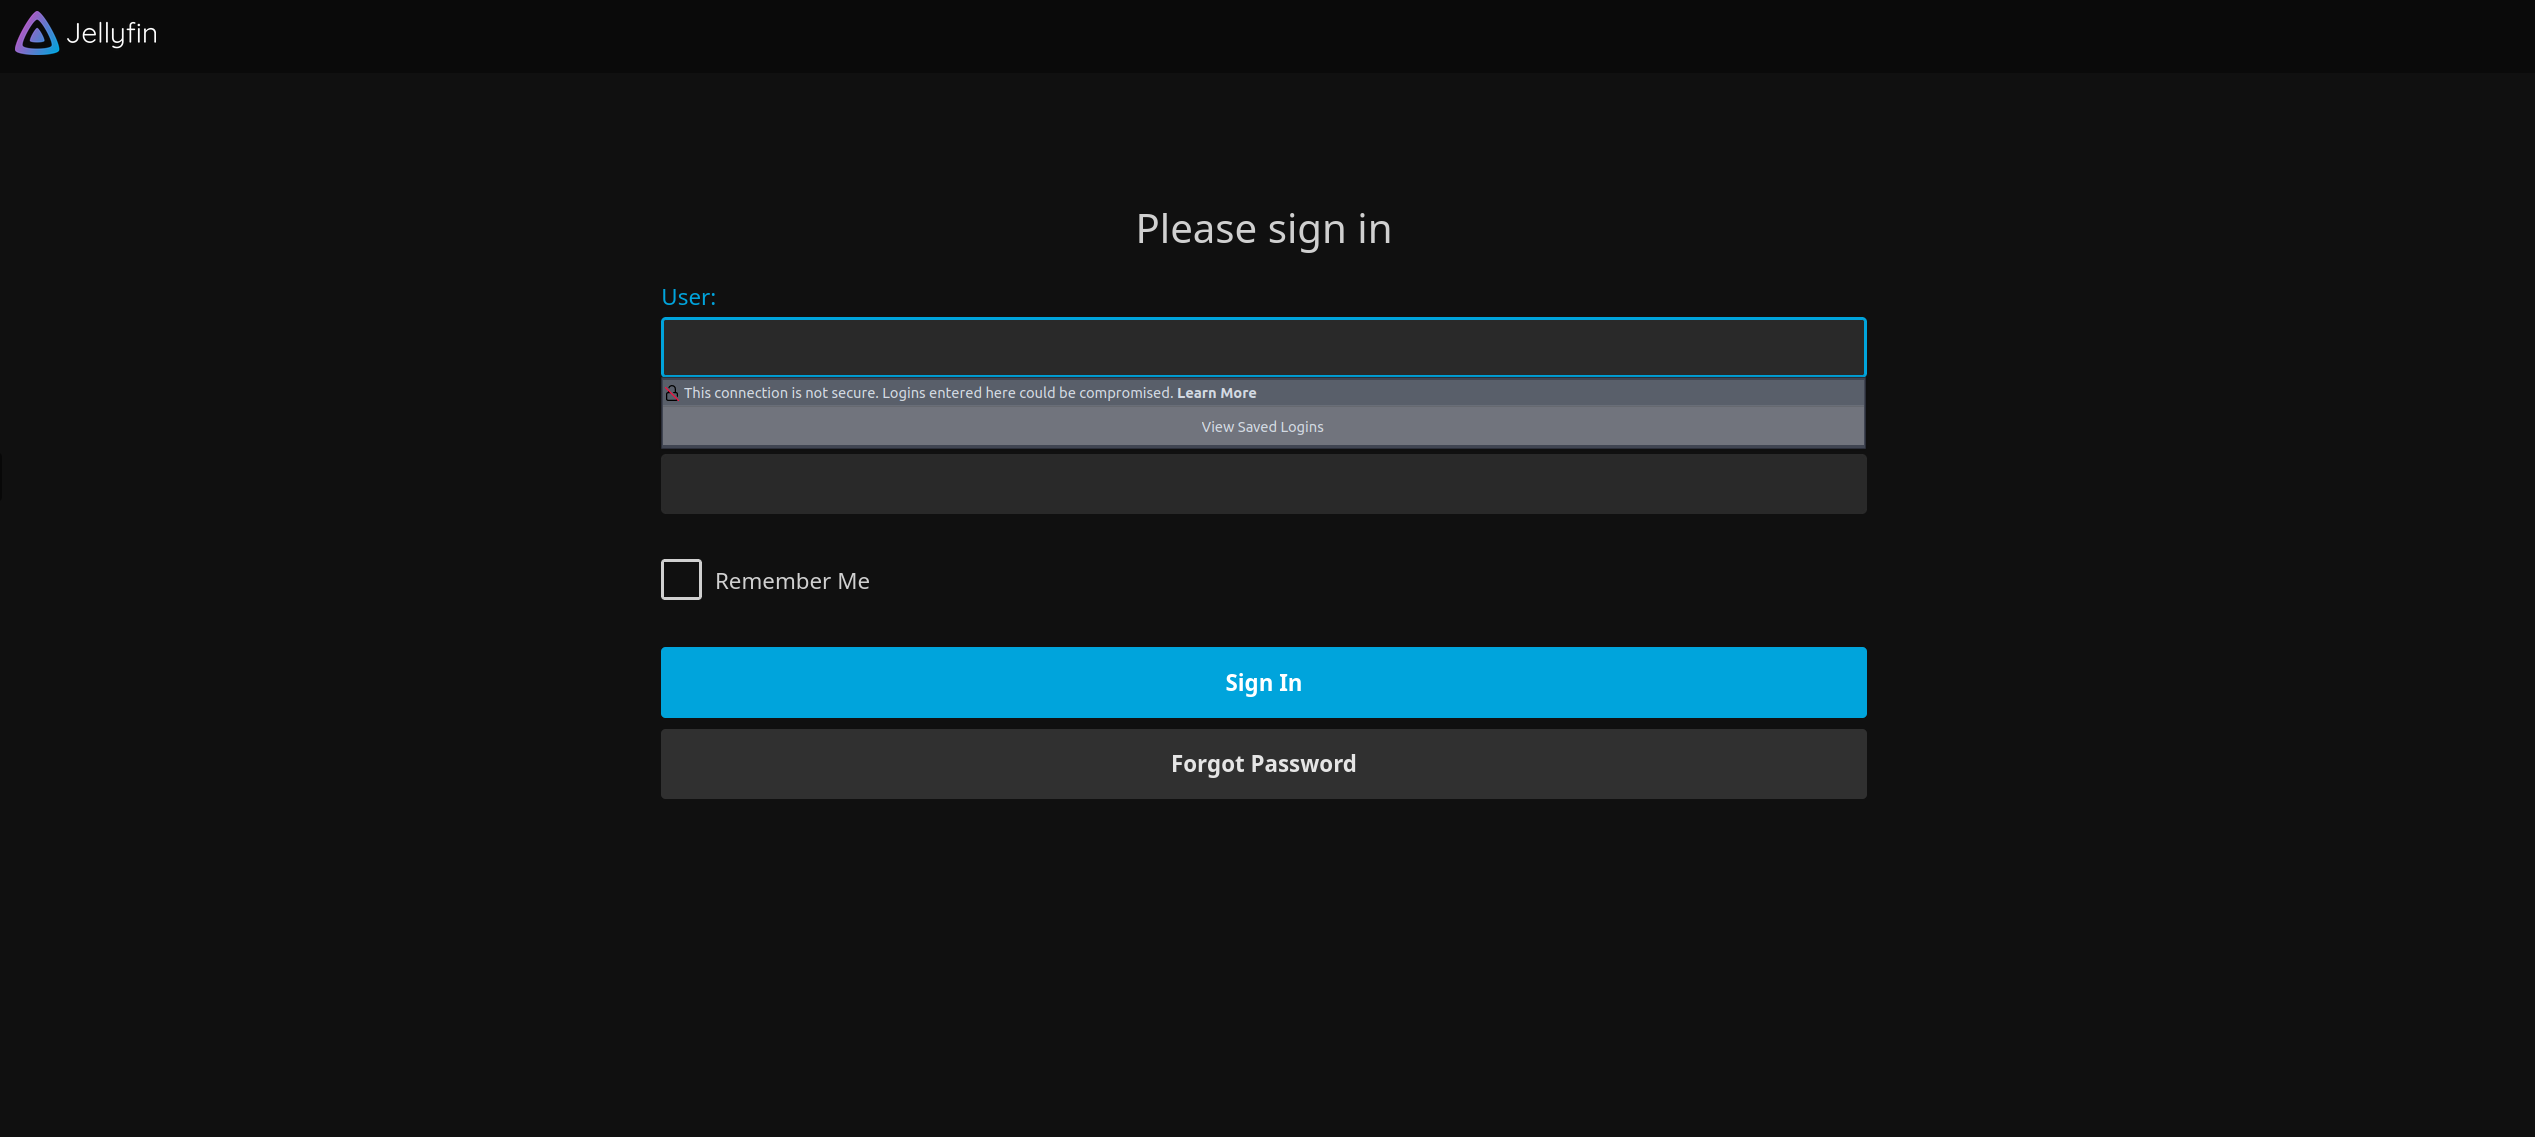 Jellyfin
Please sign in
User:
This connection is not secure. Logins entered here could be compromised. Learn More
View Saved Logins
Remember Me
Sign In
Forgot Password